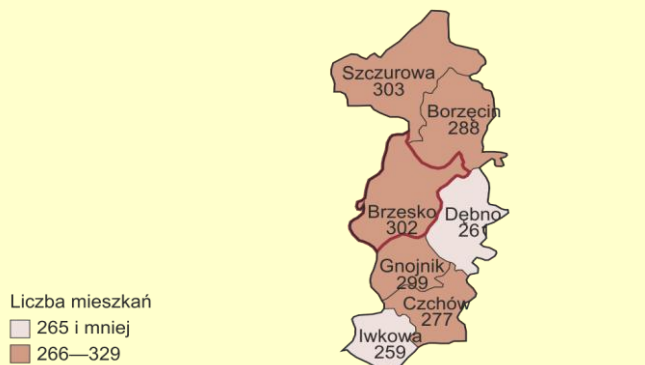 Szczurowa
303
Borzęcin
288
Brzesko
302
Dębno
261
Gnojnik
299
Czchów
277
Iwkowa
259
Liczba mieszkań
265 i mniej
266—329